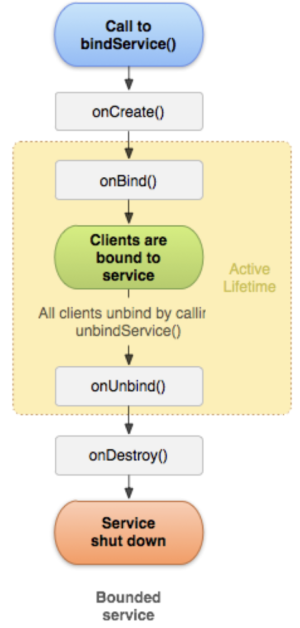 Call to
bindService()
onCreate()
onBind()
Clients are
bound to
service
Active
Lifetime
All clients unbind by callin
unbindService()
onUnbind()
onDestroy()
Service
shut down
Bounded
service